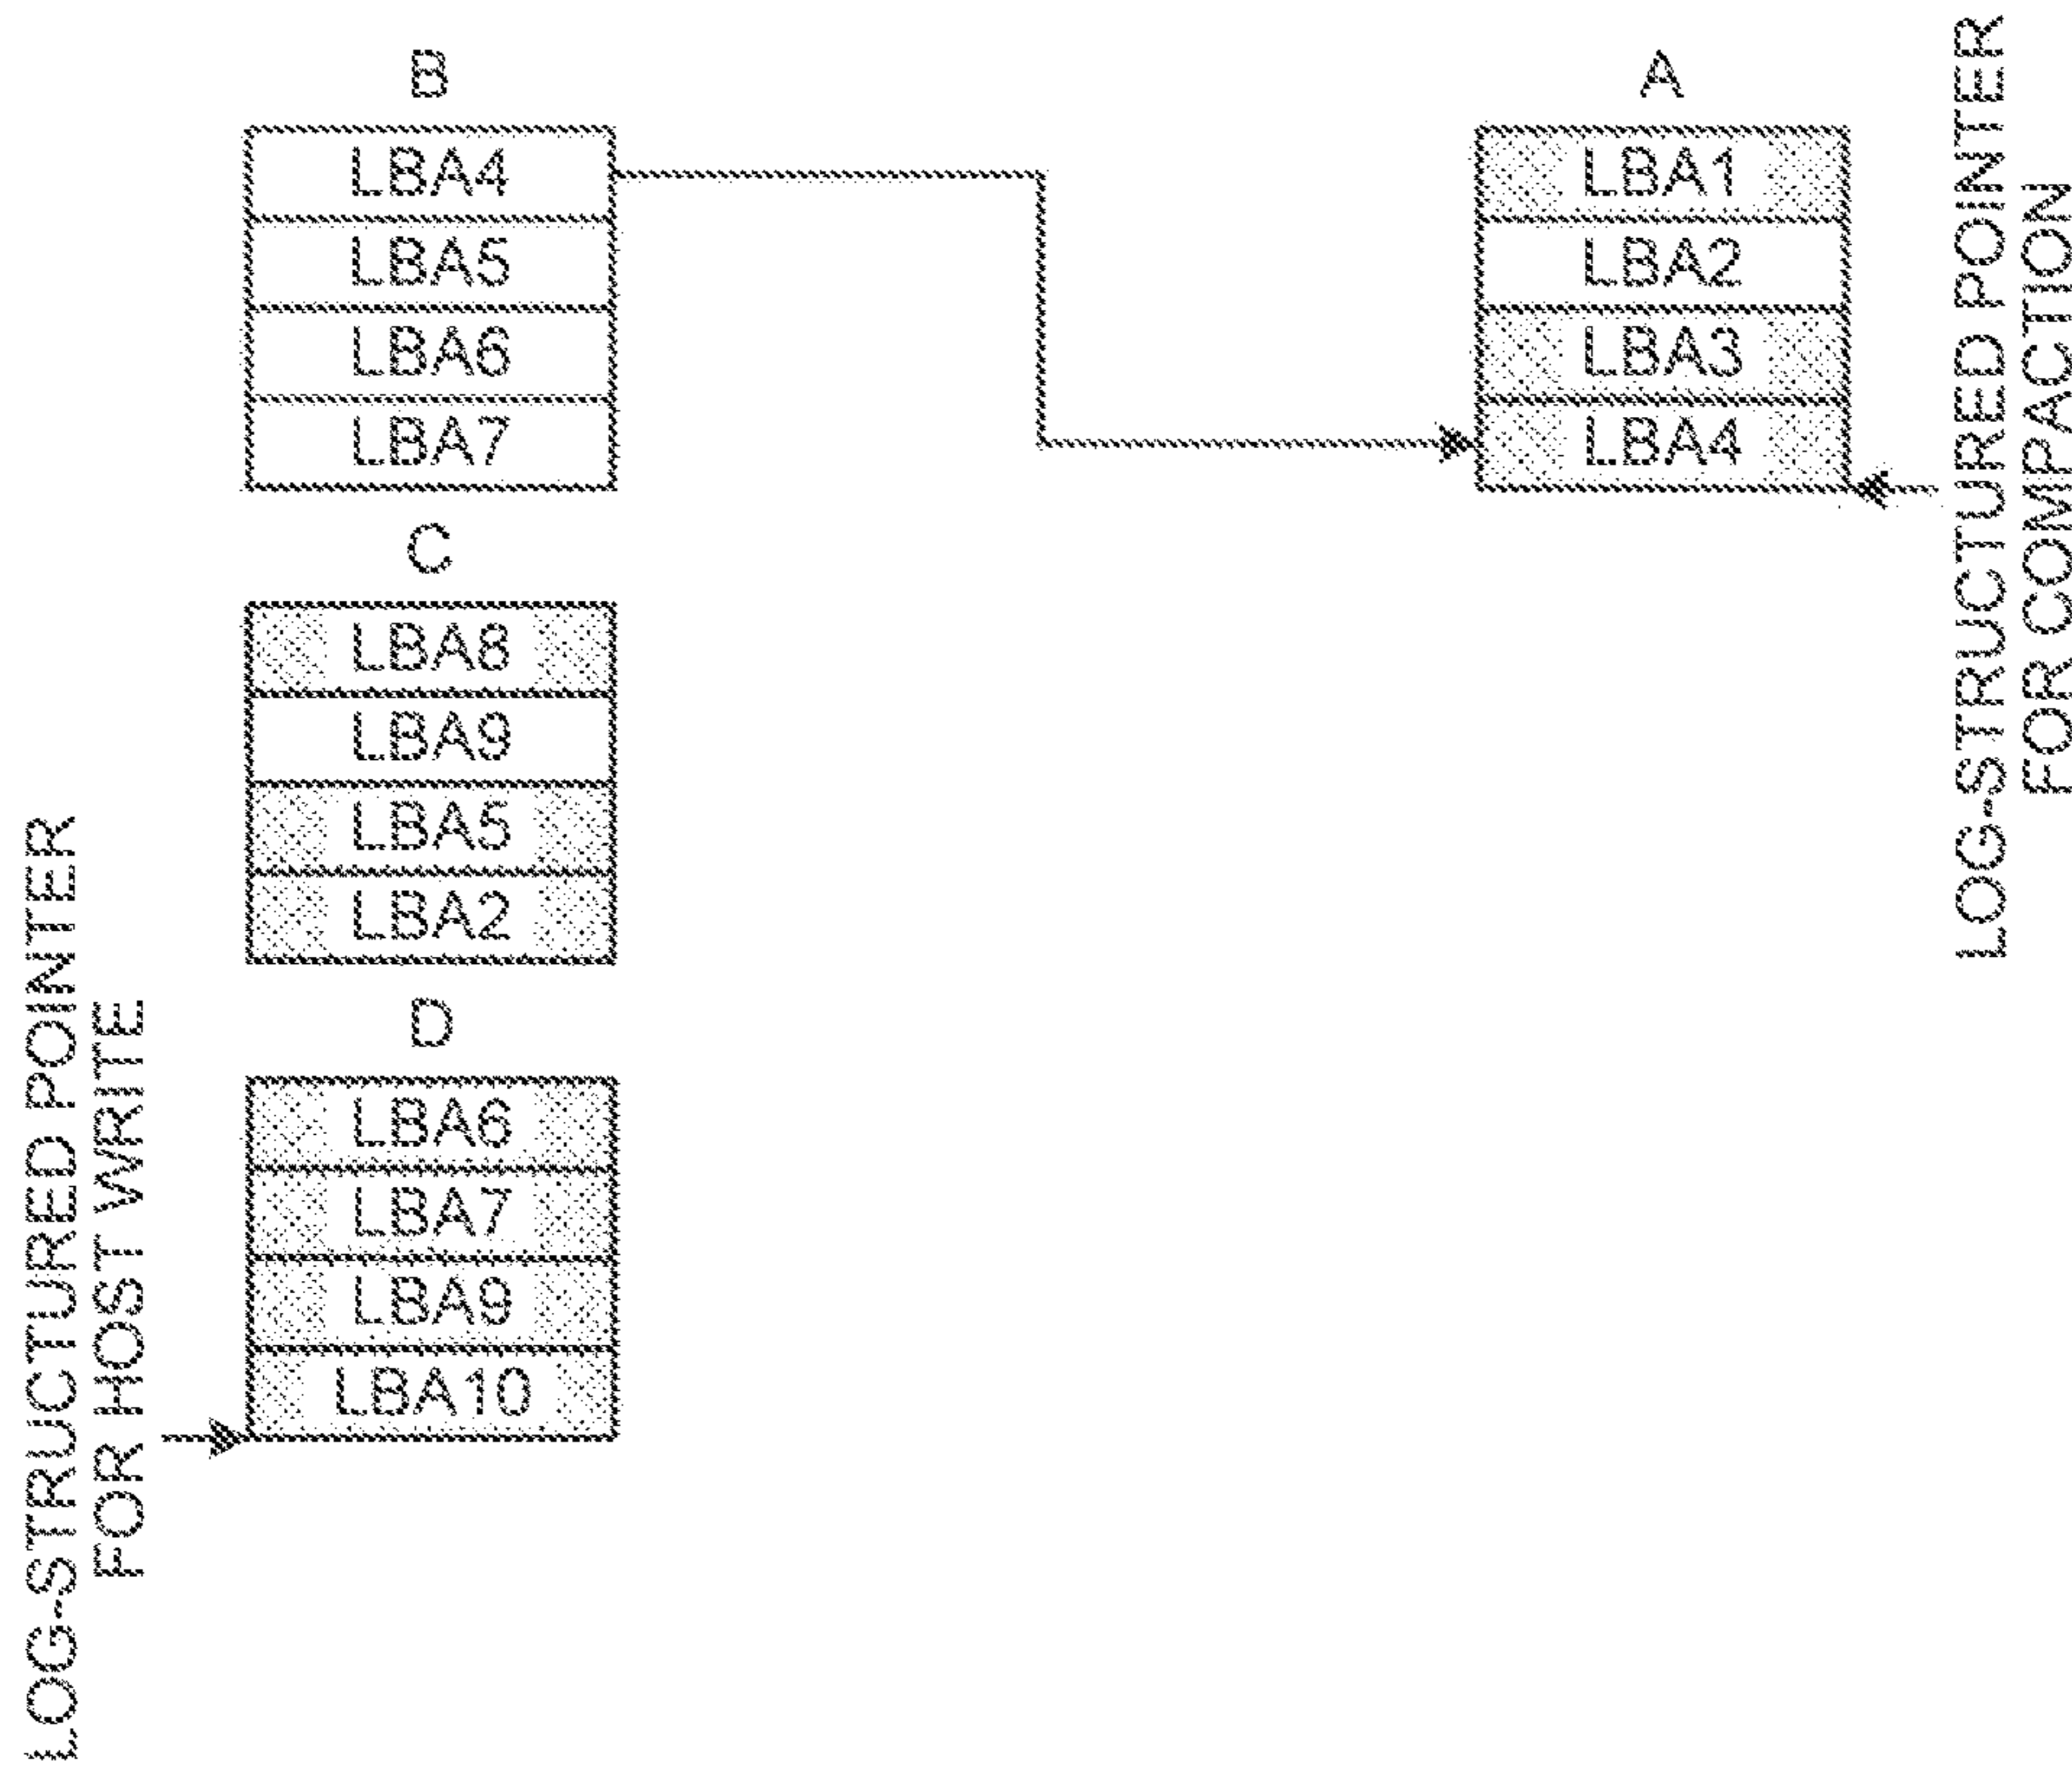 B
LBA4
LBA5
LBA6
LBA7
C
LBA8
LBA9
LBA5
LBA2
D
LBA6
LBA7
LBA9
LBA10
LOG-STRUCTURED POINTER
FOR HOST WRITE
A
LBA1
LBA2
LBA3
LBA4
LOG-STRUCTURED POINTER
FOR COMPACTION